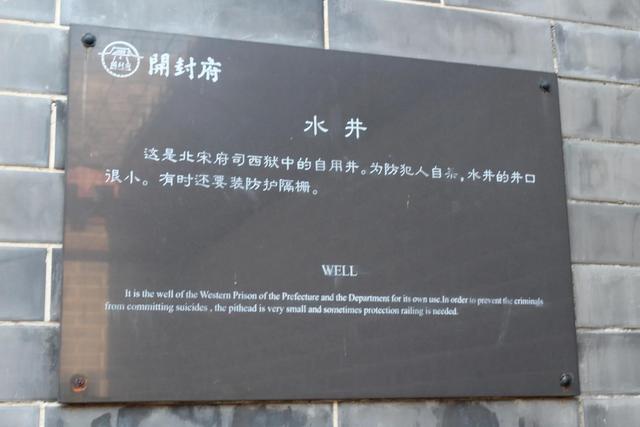 開封府
水井
这是北宋府司西狱中的自用井。为防犯人自杀,水井的井口
很小。有时还要装防护隔栅。
WELL
It is the well of the Western Prison of the Prefecture and the Department for its own use.In order to prevent the criminals
from committing suicides , the pithead is very small and sometimes protection railing is needed.